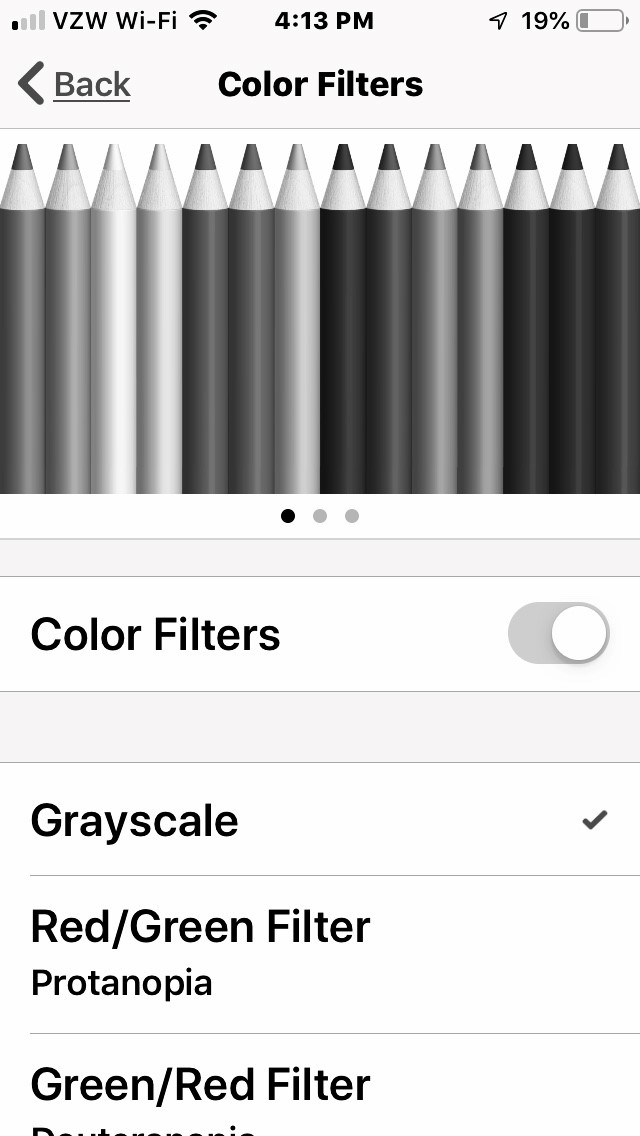 VZW Wi-Fi 4:13 PM 19%
Back Color Filters
Color Filters
Grayscale
Red/Green Filter
Protanopia
Green/Red Filter